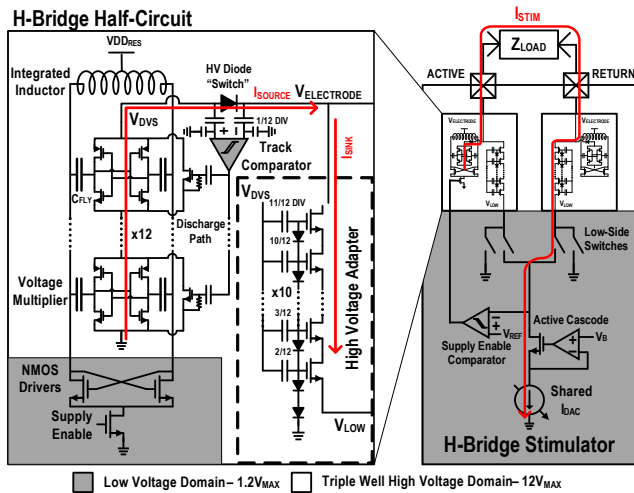 H-Bridge Half-Circuit
VDDRES
Integrated
Inductor
HV Diode
“Switch”
ISOURCE
VELECTRODE
VDVS
1/12 DIV
Track
Comparator
ISINK
CFLY
x12
Discharge
Path
Voltage
Multiplier
VDVS
11/12 DIV
10/12
x10
3/12
2/12
High Voltage Adapter
VLOW
NMOS
Drivers
Supply
Enable
ISTIM
ZLOAD
ACTIVE
RETURN
VELECTRODE
VELECTRODE
VLOW
VLOW
Low-Side
Switches
Supply Enable
Comparator
VREF
Active Cascode
VB
Shared
IDAC
H-Bridge Stimulator
Low Voltage Domain– 1.2VMAX
Triple Well High Voltage Domain– 12VMAX